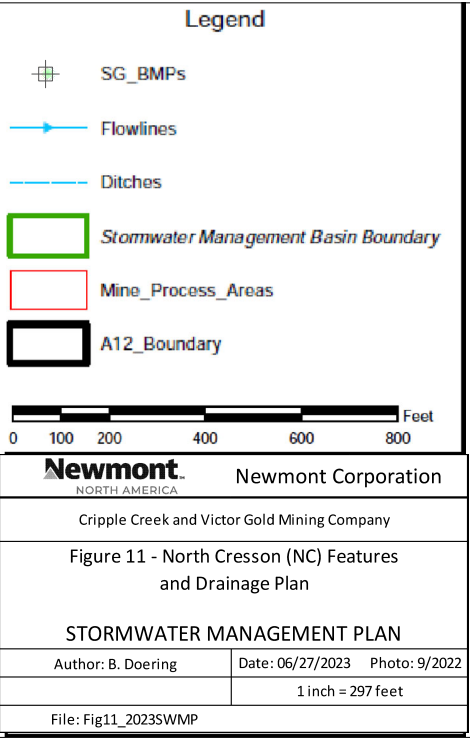 Legend
SG_BMPs
Flowlines
Ditches
Stormwater Management Basin Boundary
Mine_Process_Areas
A12_Boundary
Feet
0 100 200 400 600 800
Newmont™
NORTH AMERICA
Newmont Corporation
Cripple Creek and Victor Gold Mining Company
Figure 11 - North Cresson (NC) Features
and Drainage Plan
STORMWATER MANAGEMENT PLAN
Author: B. Doering
Date: 06/27/2023 Photo: 9/2022
1 inch = 297 feet
File: Fig11_2023SWMP